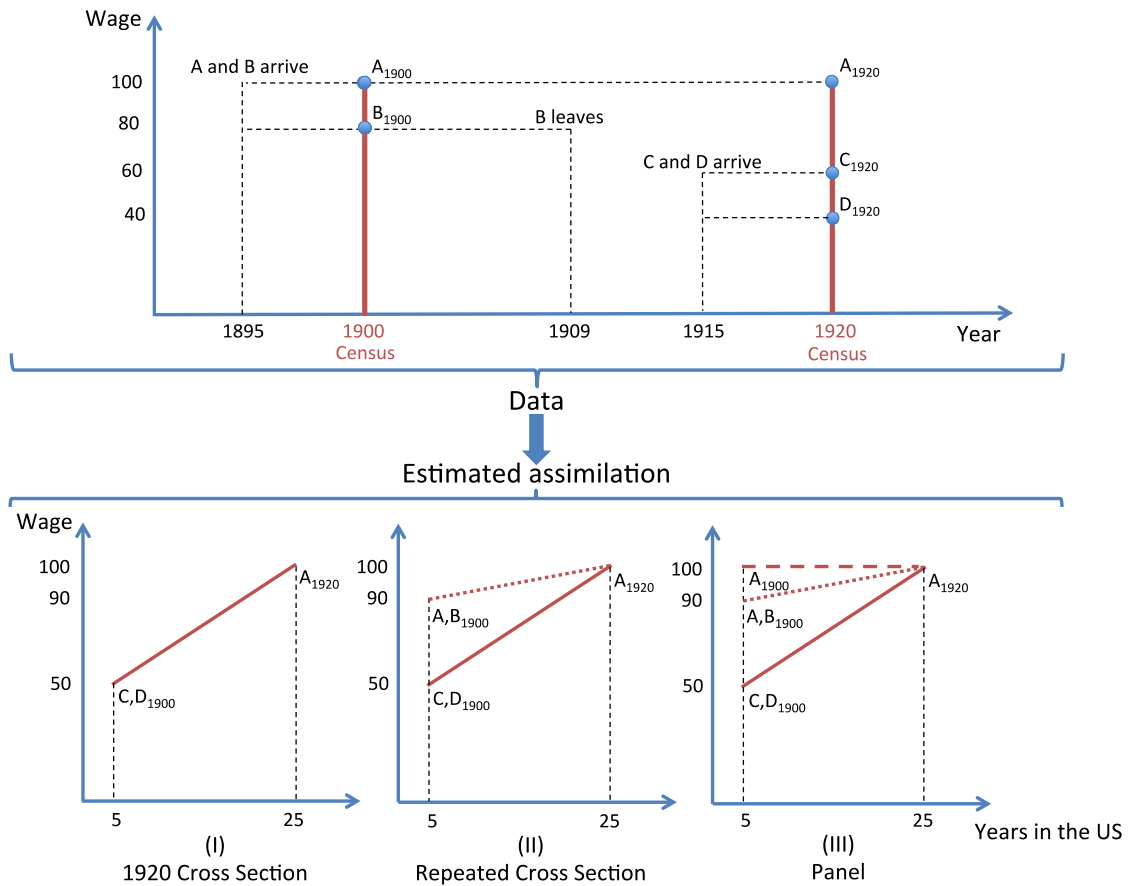 Wage
A and B arrive
A1900
A1920
100
80
B1900
B leaves
60
C and D arrive
C1920
40
D1920
1895
1900
Census
1909
1915
1920
Census
Year
Data
Estimated assimilation
Wage
100
90
50
A1920
C,D1900
5
25
(I)
1920 Cross Section
100
90
50
A1920
A,B1900
C,D1900
5
25
(II)
Repeated Cross Section
100
90
50
A1900
A1920
A,B1900
C,D1900
5
25
Years in the US
(III)
Panel